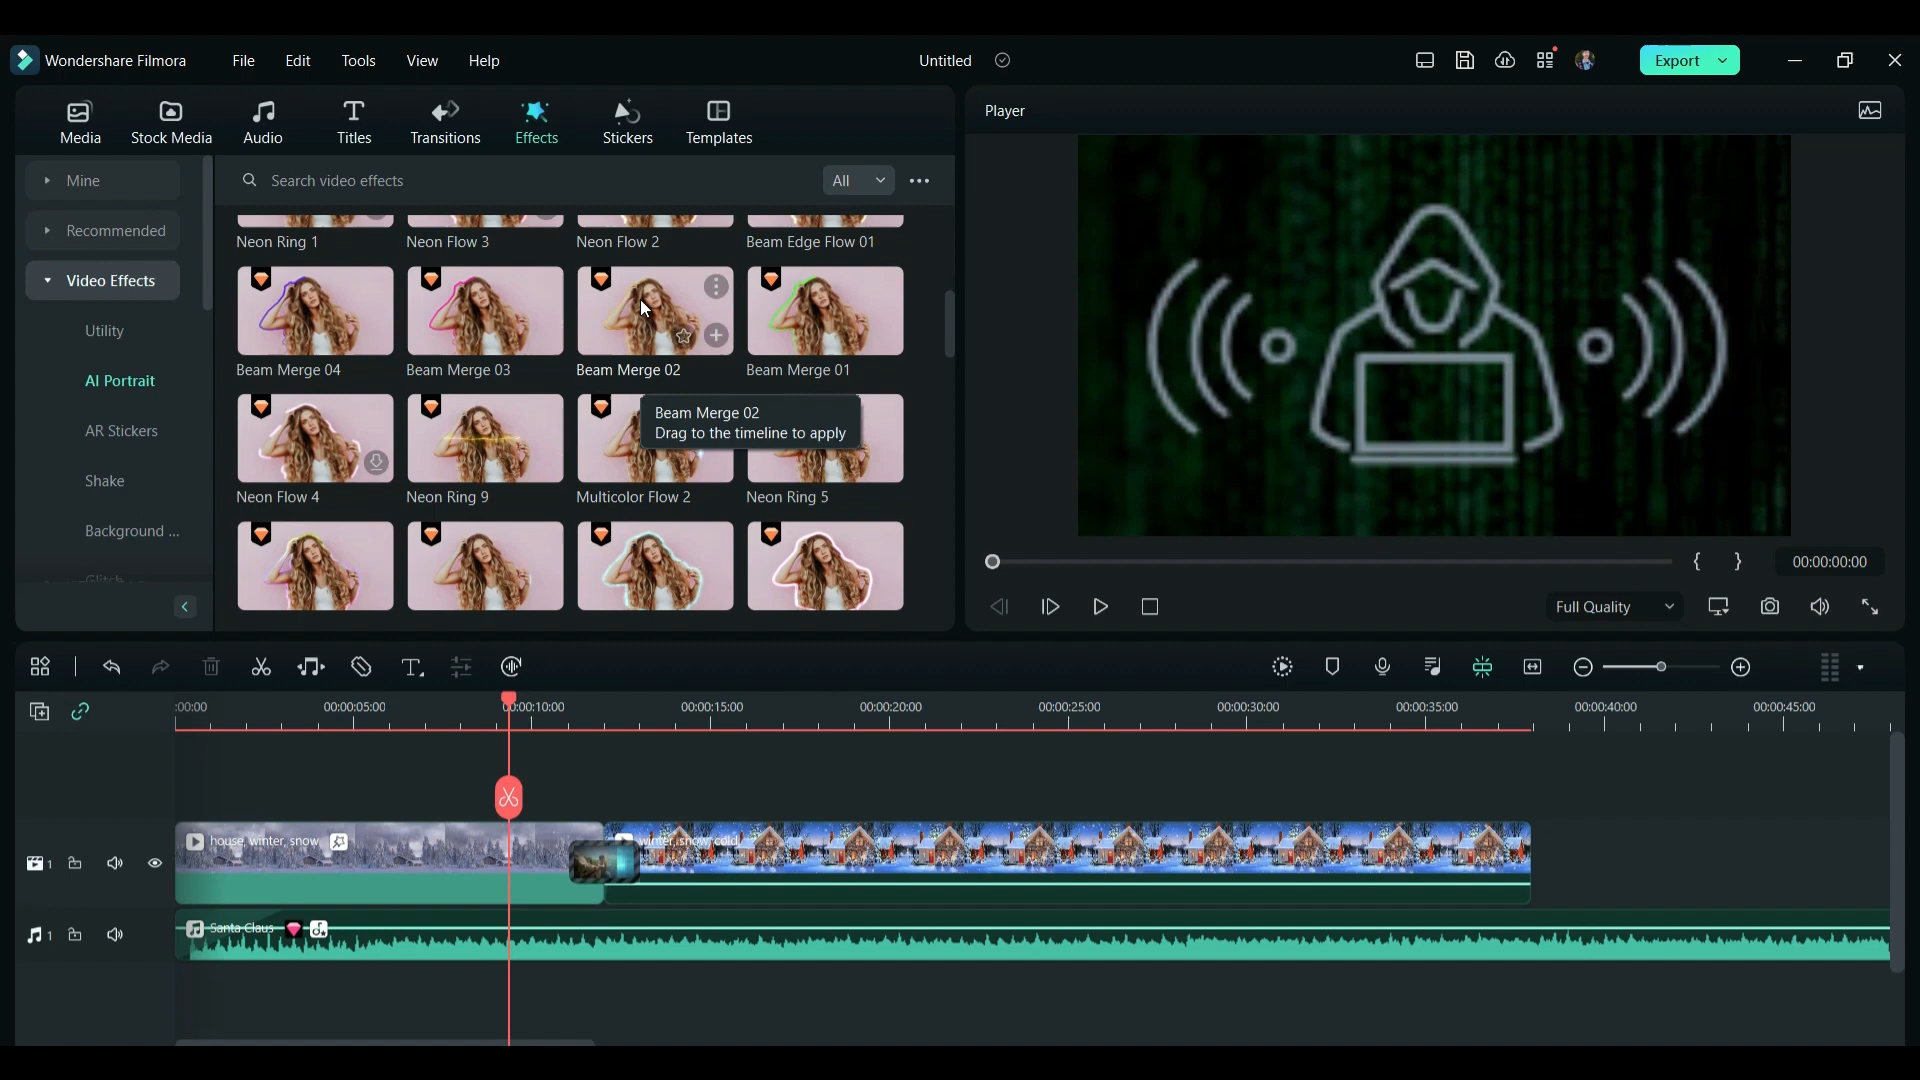 Wondershare Filmora
File
Edit
Tools
View
Help
Untitled
Export
Media
Stock Media
Audio
Titles
Transitions
Effects
Stickers
Templates
Player
Mine
Search video effects
All
Recommended
Neon Ring 1
Neon Flow 3
Neon Flow 2
Beam Edge Flow 01
Video Effects
Utility
Beam Merge 04
Beam Merge 03
Beam Merge 02
Beam Merge 01
AI Portrait
Beam Merge 02
Drag to the timeline to apply
AR Stickers
Shake
Neon Flow 4
Neon Ring 9
Multicolor Flow 2
Neon Ring 5
Background ...
Glitch
00:00:00:00
Full Quality
:00:00
00:00:05:00
00:00:10:00
00:00:15:00
00:00:20:00
00:00:25:00
00:00:30:00
00:00:35:00
00:00:40:00
00:00:45:00
house, winter, snow
winter, snow, cold,
1
Santa Claus
1